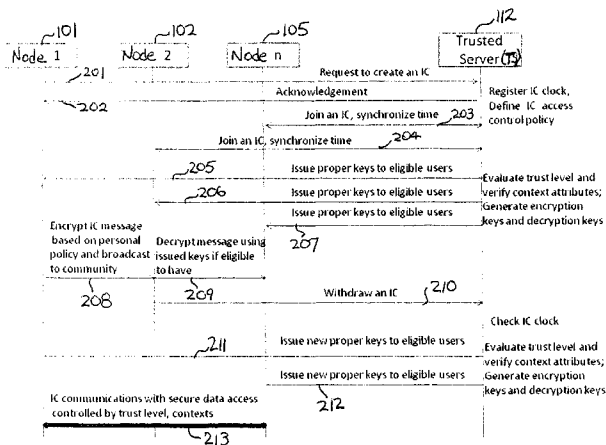 101
102
105
112
Node 1
Node 2
Node n
Trusted
Server(TS)
201
Request to create an IC
202
Acknowledgement
Register IC clock,
Define IC access
control policy
Join an IC, synchronize time
203
Join an IC, synchronize time
204
205
Issue proper keys to eligible users
206
Issue proper keys to eligible users
Evaluate trust level and
verify context attributes;
Generate encryption
keys and decryption keys
Issue proper keys to eligible users
207
Encrypt IC message
based on personal
policy and broadcast
to community
Decrypt message using
issued keys if eligible
to have
208
209
Withdraw an IC
210
Check IC clock
211
Issue new proper keys to eligible users
Evaluate trust level and
verify context attributes;
Generate encryption
keys and decryption keys
Issue new proper keys to eligible users
212
IC communications with secure data access
controlled by trust level, contexts
213